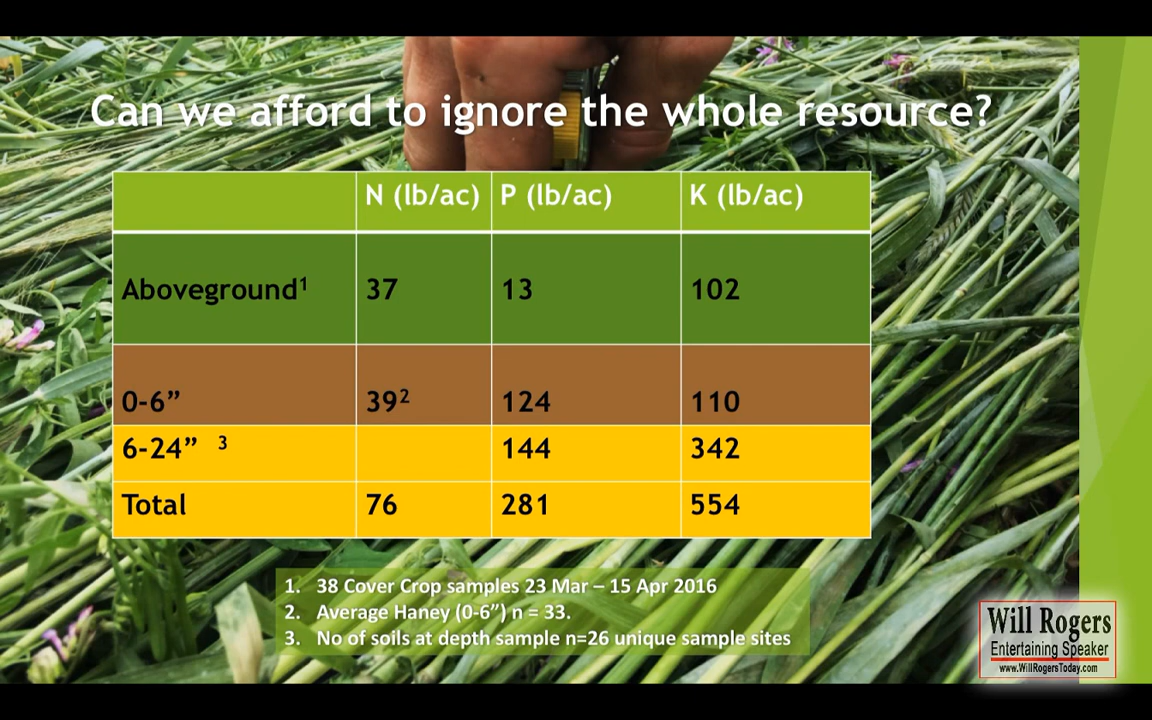 Can we afford to ignore the whole resource?
N (lb/ac) P (lb/ac) K (lb/ac)
Aboveground¹ 37 13 102
0-6” 39² 124 110
6-24” ³ 144 342
Total 76 281 554
1. 38 Cover Crop samples 23 Mar – 15 Apr 2016
2. Average Haney (0-6”) n = 33.
3. No of soils at depth sample n=26 unique sample sites
Will Rogers
Entertaining Speaker
www.WillRogersToday.com